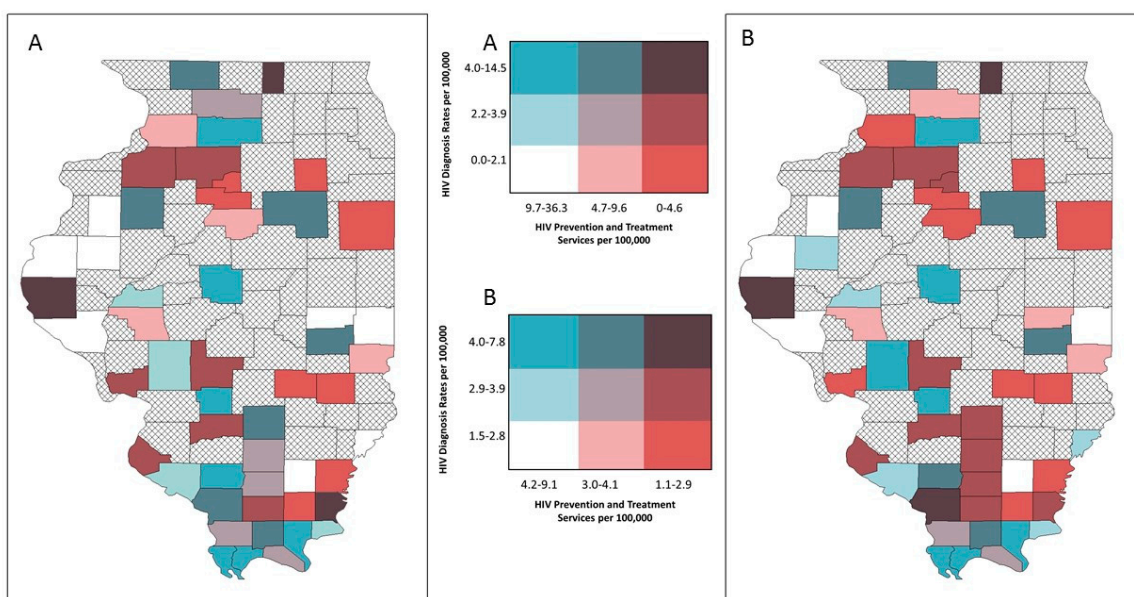 A
A
HIV Diagnosis Rates per 100,000
4.0-14.5
2.2-3.9
0.0-2.1
9.7-36.3 4.7-9.6 0-4.6
HIV Prevention and Treatment
Services per 100,000
B
HIV Diagnosis Rates per 100,000
4.0-7.8
2.9-3.9
1.5-2.8
4.2-9.1 3.0-4.1 1.1-2.9
HIV Prevention and Treatment
Services per 100,000
B